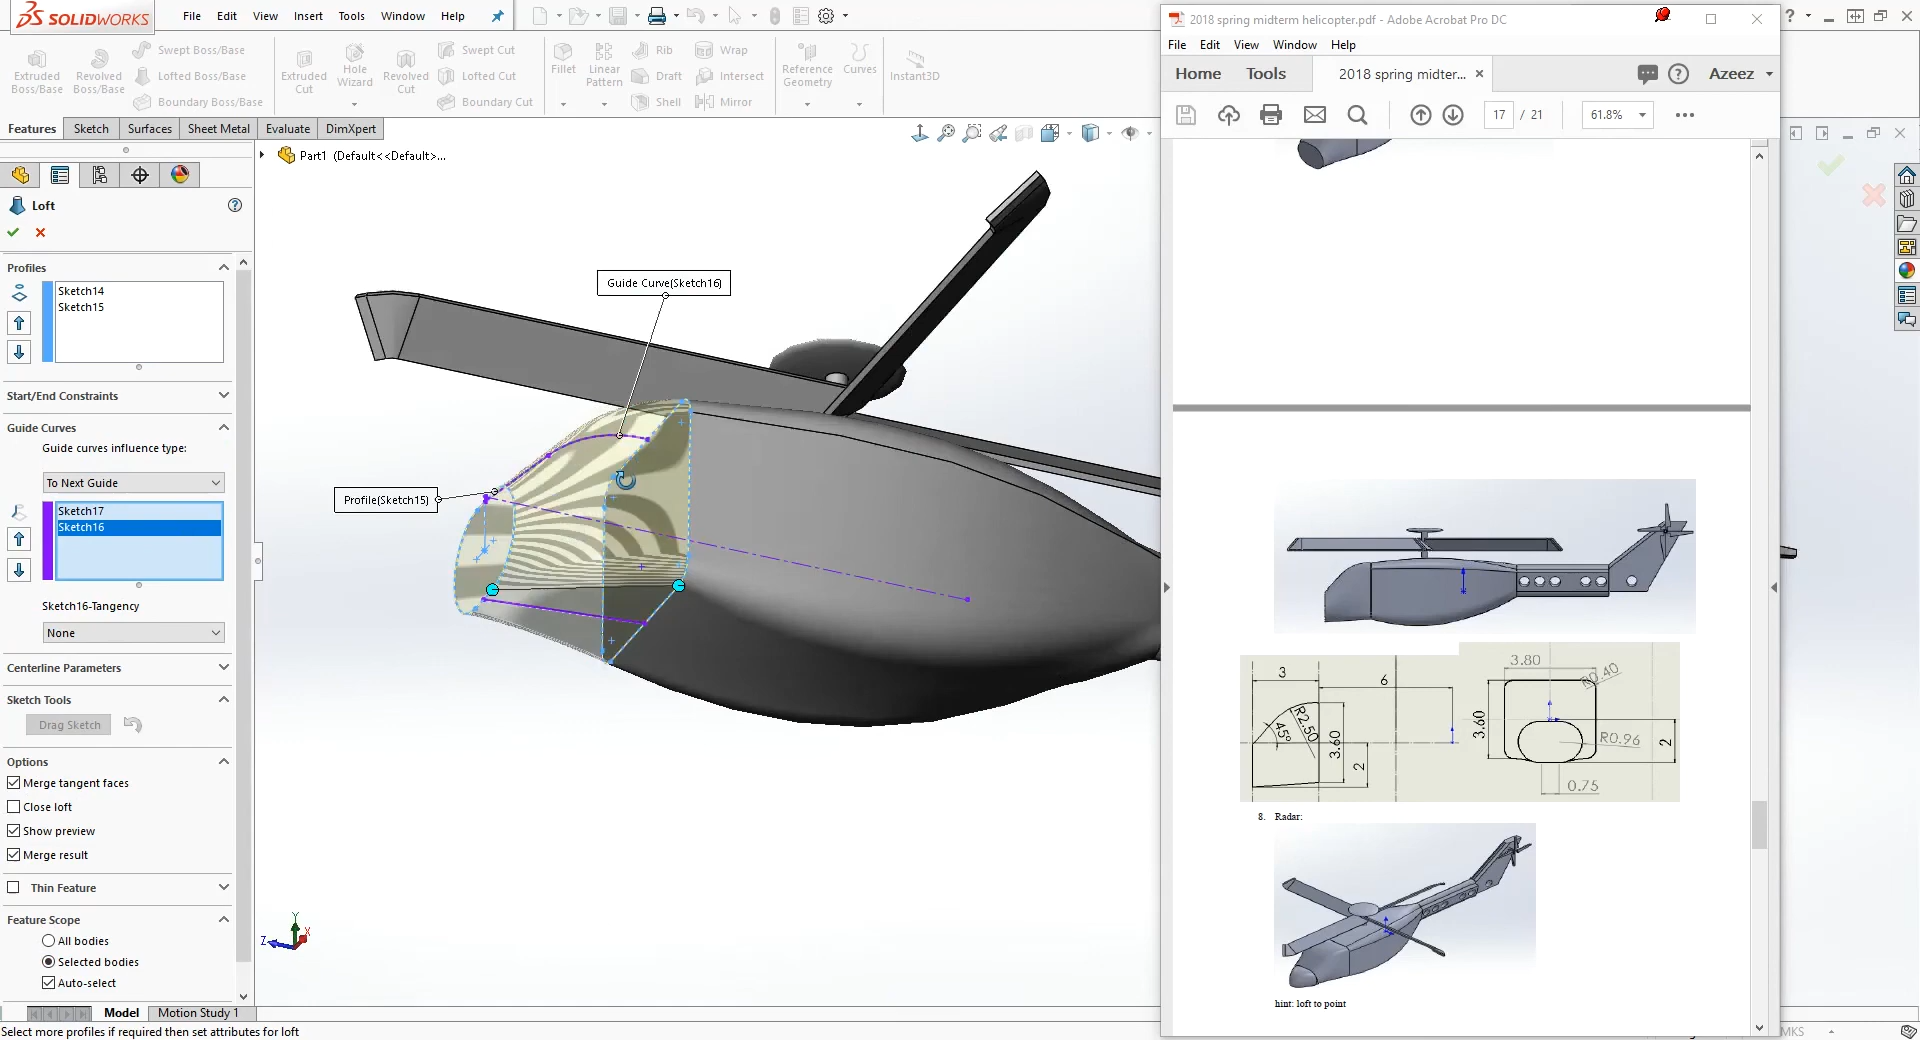 SOLIDWORKS
File Edit View Insert Tools Window Help
Extruded Boss/Base
Revolved Boss/Base
Swept Boss/Base
Lofted Boss/Base
Boundary Boss/Base
Extruded Cut
Hole Wizard
Revolved Cut
Swept Cut
Lofted Cut
Boundary Cut
Fillet
Linear Pattern
Rib
Draft
Shell
Wrap
Intersect
Mirror
Reference Geometry
Curves
Instant3D
Features Sketch Surfaces Sheet Metal Evaluate DimXpert
Part1 (Default<<Default>...
Loft
Profiles
Sketch14
Sketch15
Start/End Constraints
Guide Curves
Guide curves influence type:
To Next Guide
Sketch17
Sketch16
Sketch16-Tangency
None
Centerline Parameters
Sketch Tools
Drag Sketch
Options
Merge tangent faces
Close loft
Show preview
Merge result
Thin Feature
Feature Scope
All bodies
Selected bodies
Auto-select
Model Motion Study 1
Select more profiles if required then set attributes for loft
Guide Curve(Sketch16)
Profile(Sketch15)
Y
Z
X
2018 spring midterm helicopter.pdf - Adobe Acrobat Pro DC
File Edit View Window Help
Home Tools 2018 spring midter... Azeez
17 / 21 61.8%
3
6
R2.50
45°
3.60
2
3.80
R0.40
3.60
R0.96
2
0.75
8. Radar:
hint: loft to point
MKS